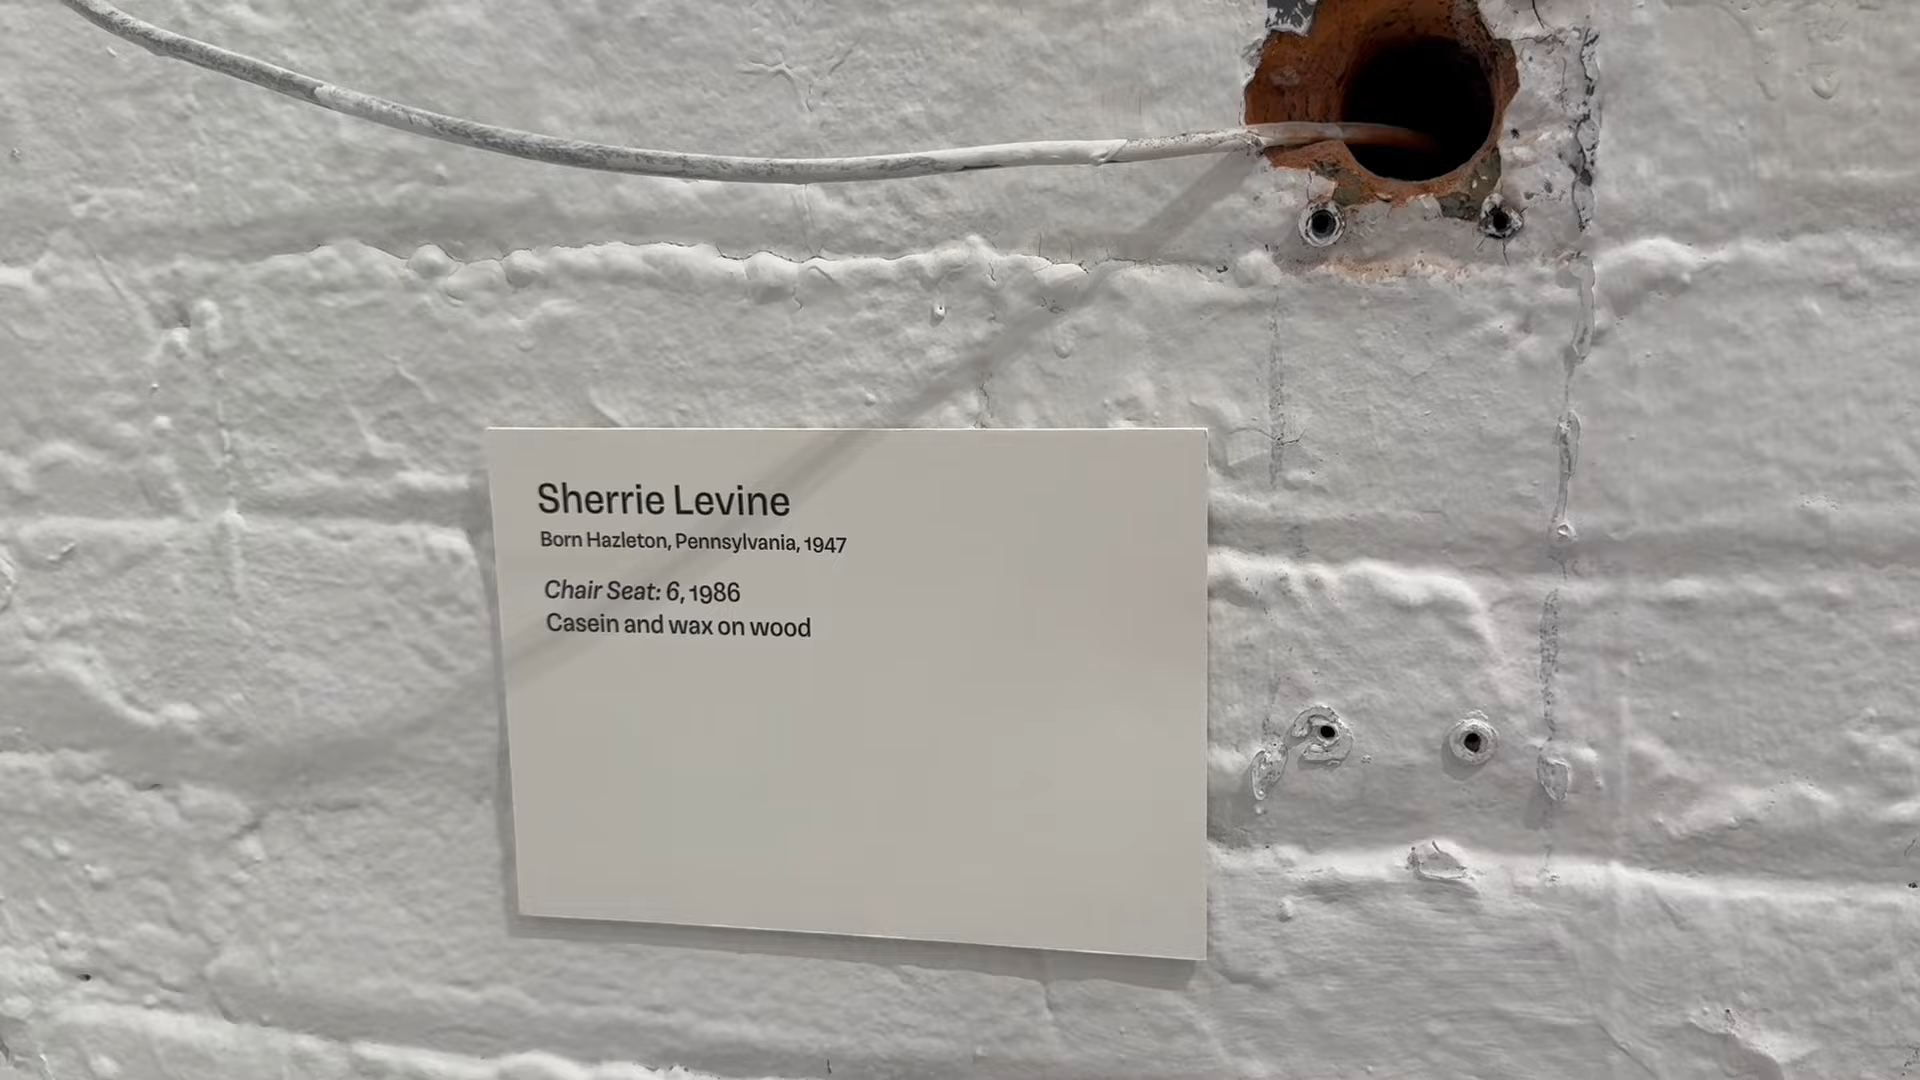 Sherrie Levine
Born Hazleton, Pennsylvania, 1947
Chair Seat: 6, 1986
Casein and wax on wood